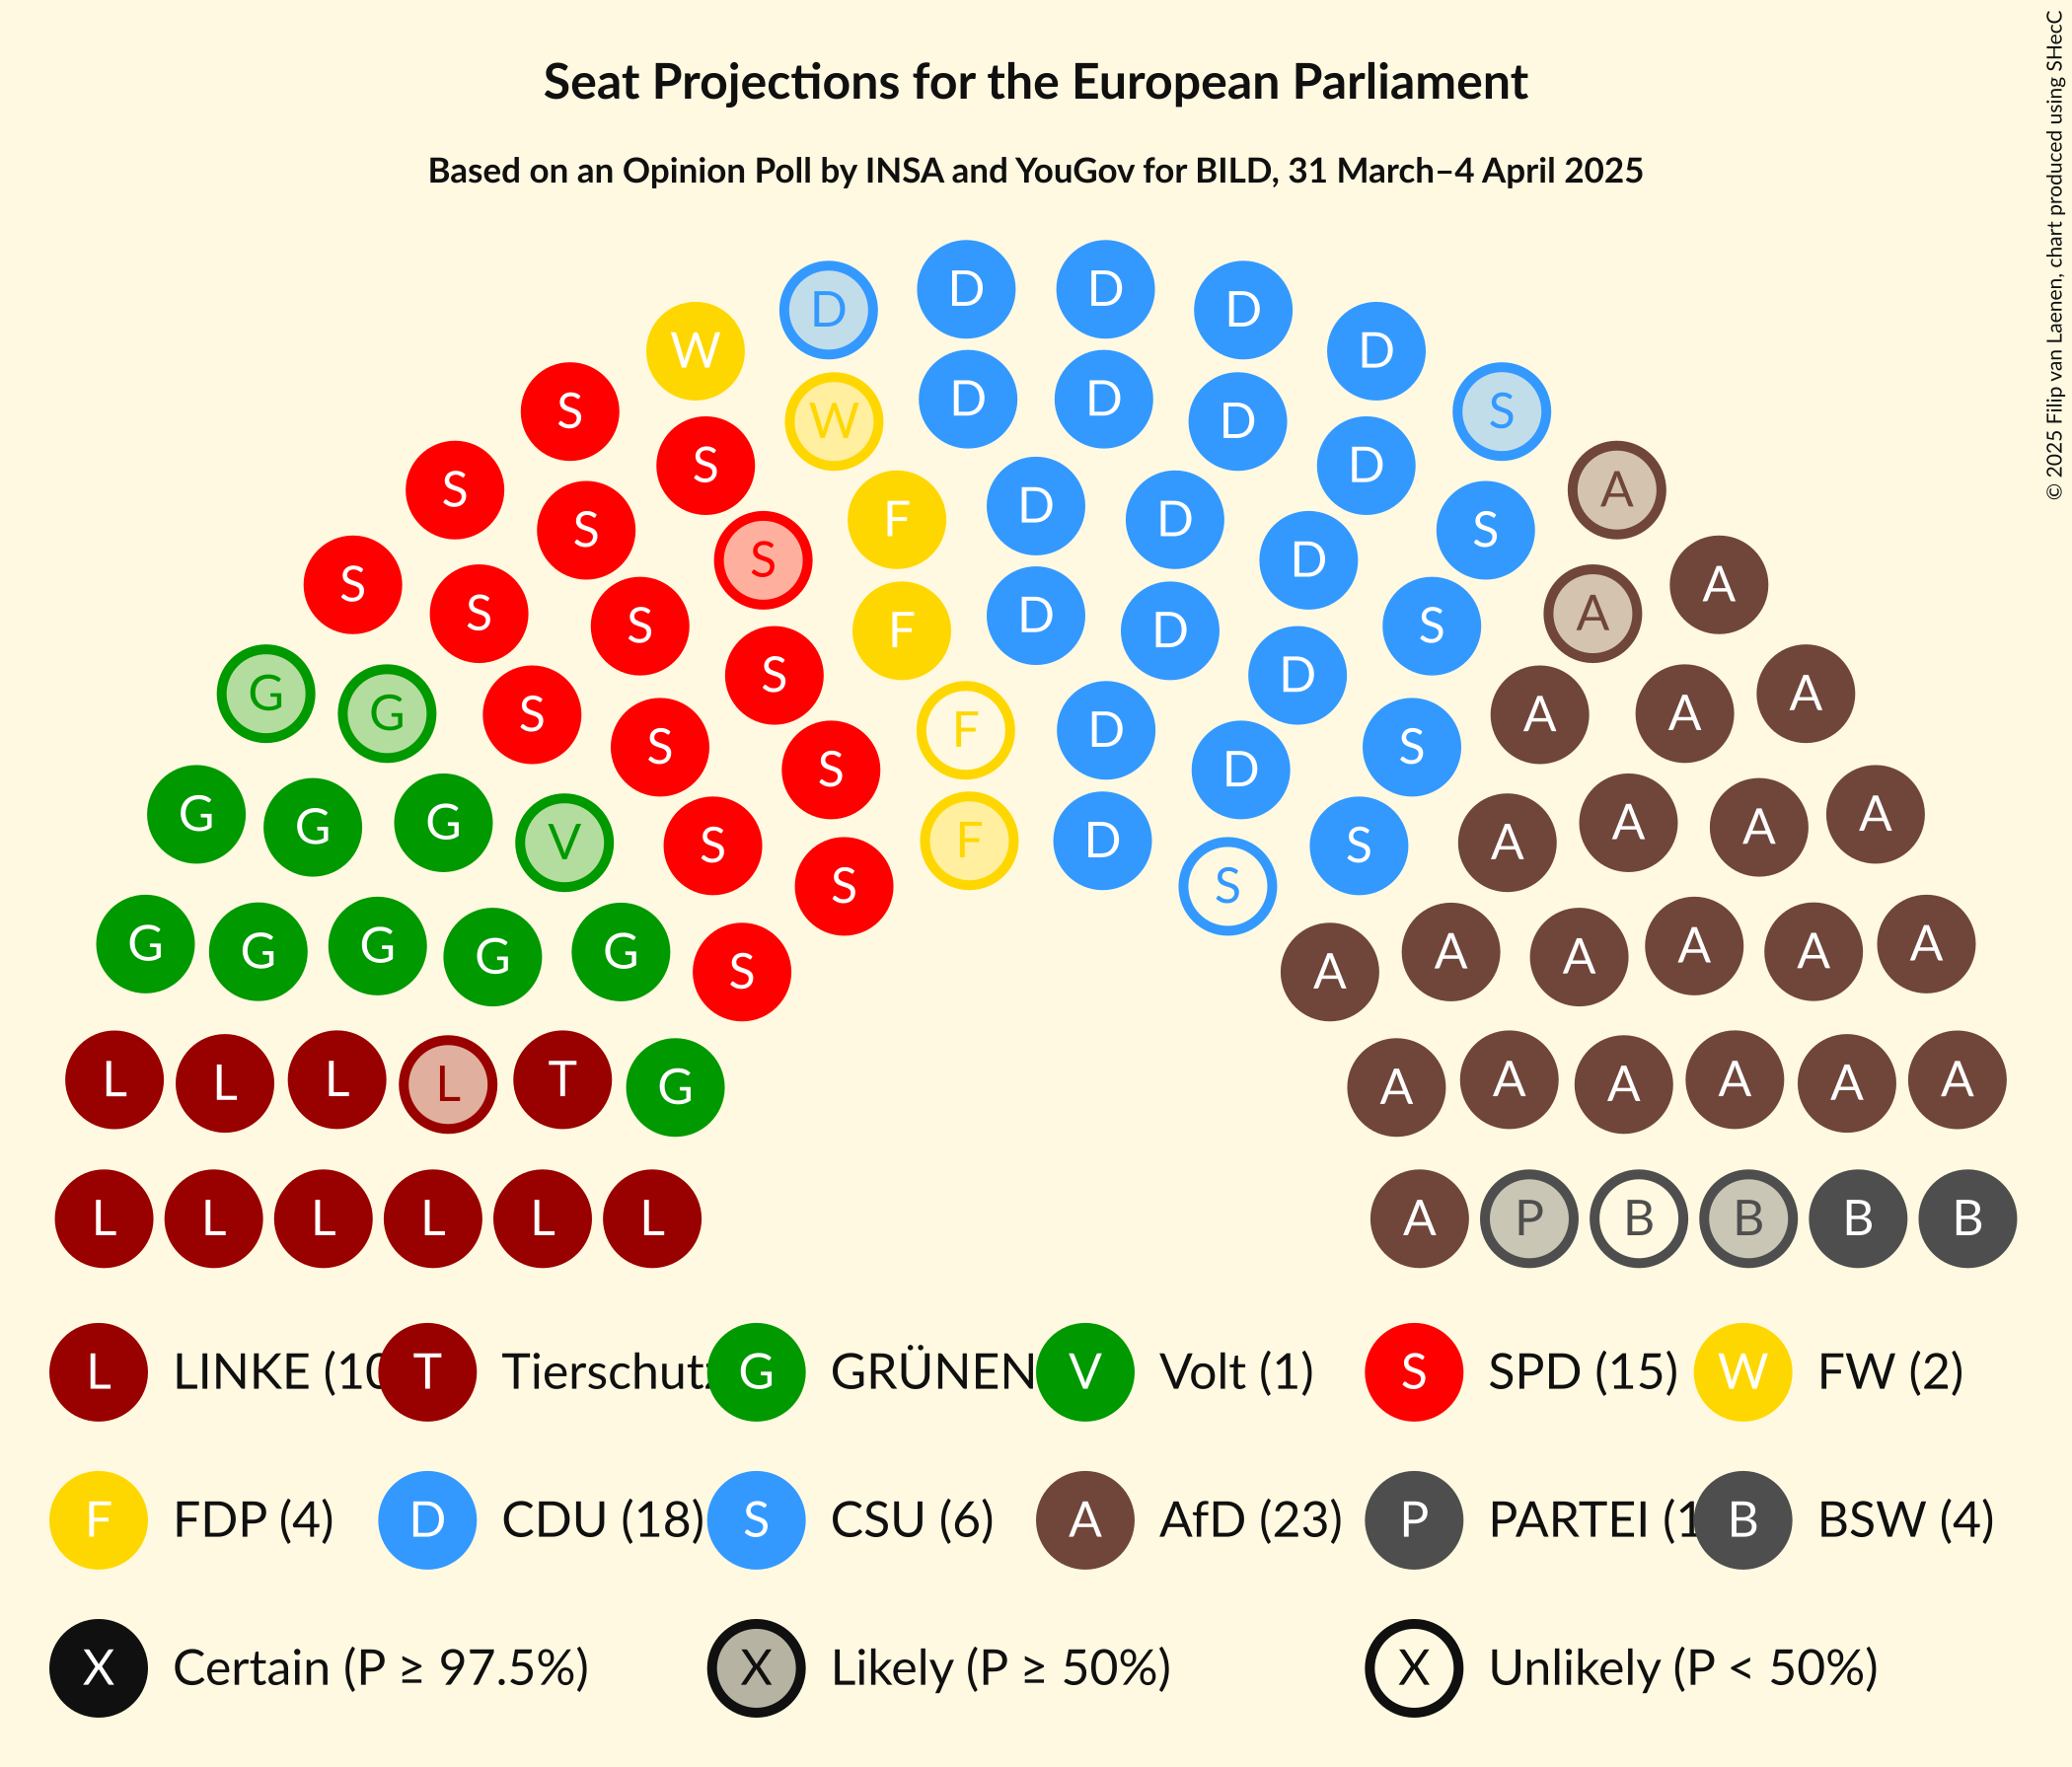 Seat Projections for the European Parliament
Based on an Opinion Poll by INSA and YouGov for BILD, 31 March–4 April 2025
© 2025 Filip van Laenen, chart produced using SHecC
D D
D D
W D
D D
S S
W D
S D
S A
D
F D
S S
S D
S A
S D A
S F D S
S D
G A
G S A A
F D
S S
S D
G A
G G A A
V S F D S A
S S
G G G G G S A A A A A A
L L L L T G A A A A A A
L L L L L L A P B B B B
L LINKE (10 T Tierschutz G GRÜNEN V Volt (1) S SPD (15) W FW (2)
F FDP (4) D CDU (18) S CSU (6) A AfD (23) P PARTEI (1 B BSW (4)
X Certain (P ≥ 97.5%) X Likely (P ≥ 50%) X Unlikely (P < 50%)